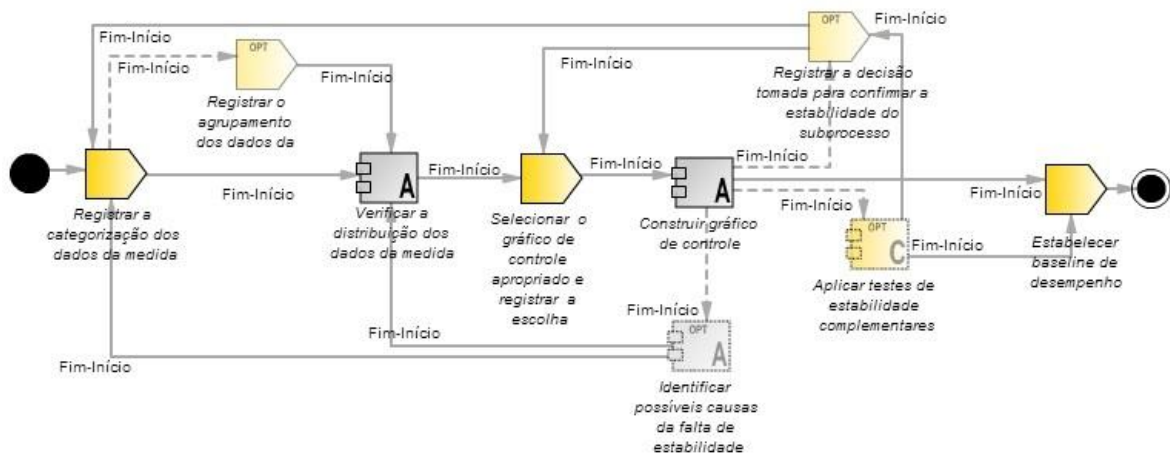 Fim-Início
OPT
Fim-Início
Fim-Início
Fim-Início
Fim-Início
OPT
Fim-Início
Registrar o
agrupamento
dos dados da
Registrar a decisão
tomada para confirmar a
estabilidade do
subprocesso
Fim-Início
A
Fim-Início
Fim-Início
A
Fim-Início
Fim-Início
Fim-Início
Registrar a
categorização dos
dados da medida
Verificar a
distribuição dos
dados da medida
Selecionar o
gráfico de
controle
apropriado e
registrar a
escolha
Construir gráfico
de controle
OPT
C
Fim-Início
Estabelecer
baseline de
desempenho
Aplicar testes de
estabilidade
complementares
Fim-Início
OPT
A
Fim-Início
Fim-Início
Identificar
possíveis causas
da falta de
estabilidade